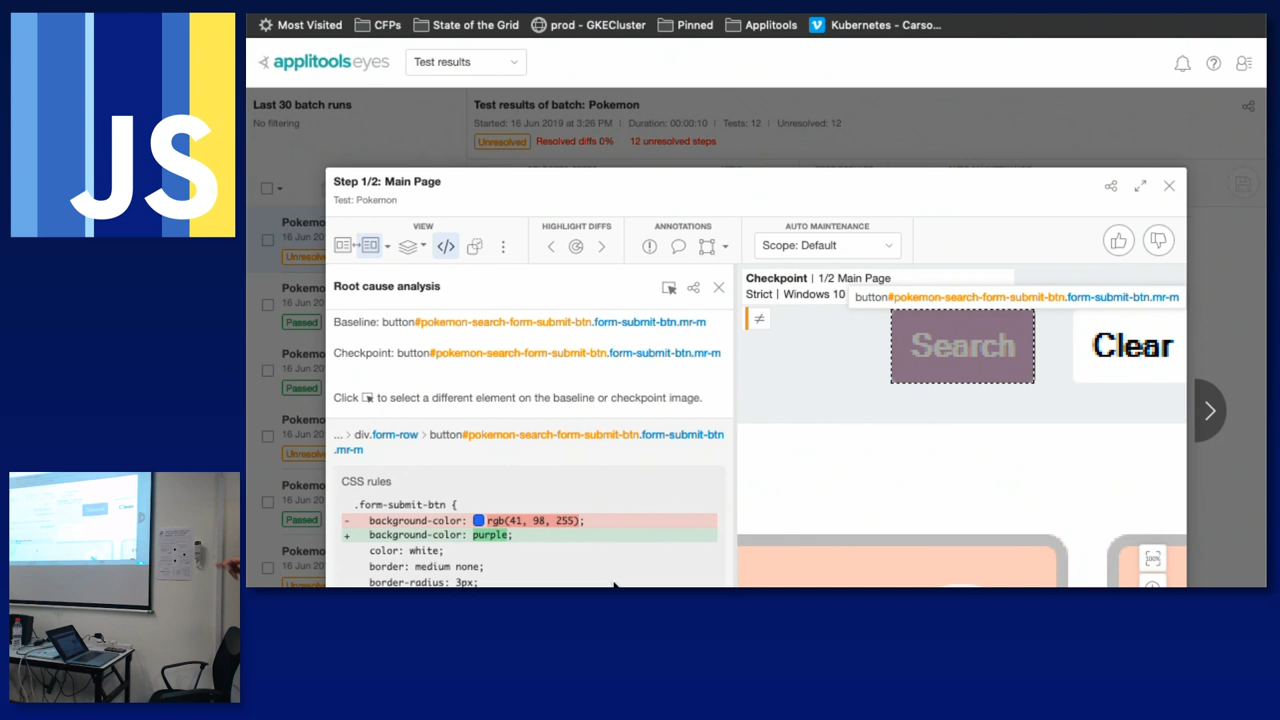 JS
Most Visited
CFPs
State of the Grid
prod - GKECluster
Pinned
Applitools
Kubernetes - Carso...
applitools eyes
Test results
Last 30 batch runs
No filtering
Test results of batch: Pokemon
Started: 16 Jun 2019 at 3:26 PM | Duration: 00:00:10 | Tests: 12 | Unresolved: 12
Unresolved Resolved diffs 0% 12 unresolved steps
Pokemo
16 Jun 20
Unresolv
Pokemo
16 Jun 20
Passed
Pokemo
16 Jun 20
Passed
Pokemo
16 Jun 20
Unresolv
Pokemo
16 Jun 20
Passed
Pokemo
16 Jun 20
Step 1/2: Main Page
Test: Pokemon
VIEW
HIGHLIGHT DIFFS
ANNOTATIONS
AUTO MAINTENANCE
Scope: Default
Root cause analysis
Baseline: button#pokemon-search-form-submit-btn.form-submit-btn.mr-m
Checkpoint: button#pokemon-search-form-submit-btn.form-submit-btn.mr-m
Click to select a different element on the baseline or checkpoint image.
... > div.form-row > button#pokemon-search-form-submit-btn.form-submit-btn
.mr-m
CSS rules
.form-submit-btn {
- background-color: rgb(41, 98, 255);
+ background-color: purple;
color: white;
border: medium none;
border-radius: 3px;
Checkpoint | 1/2 Main Page
Strict | Windows 10
button#pokemon-search-form-submit-btn.form-submit-btn.mr-m
≠
Search
Clear
100%